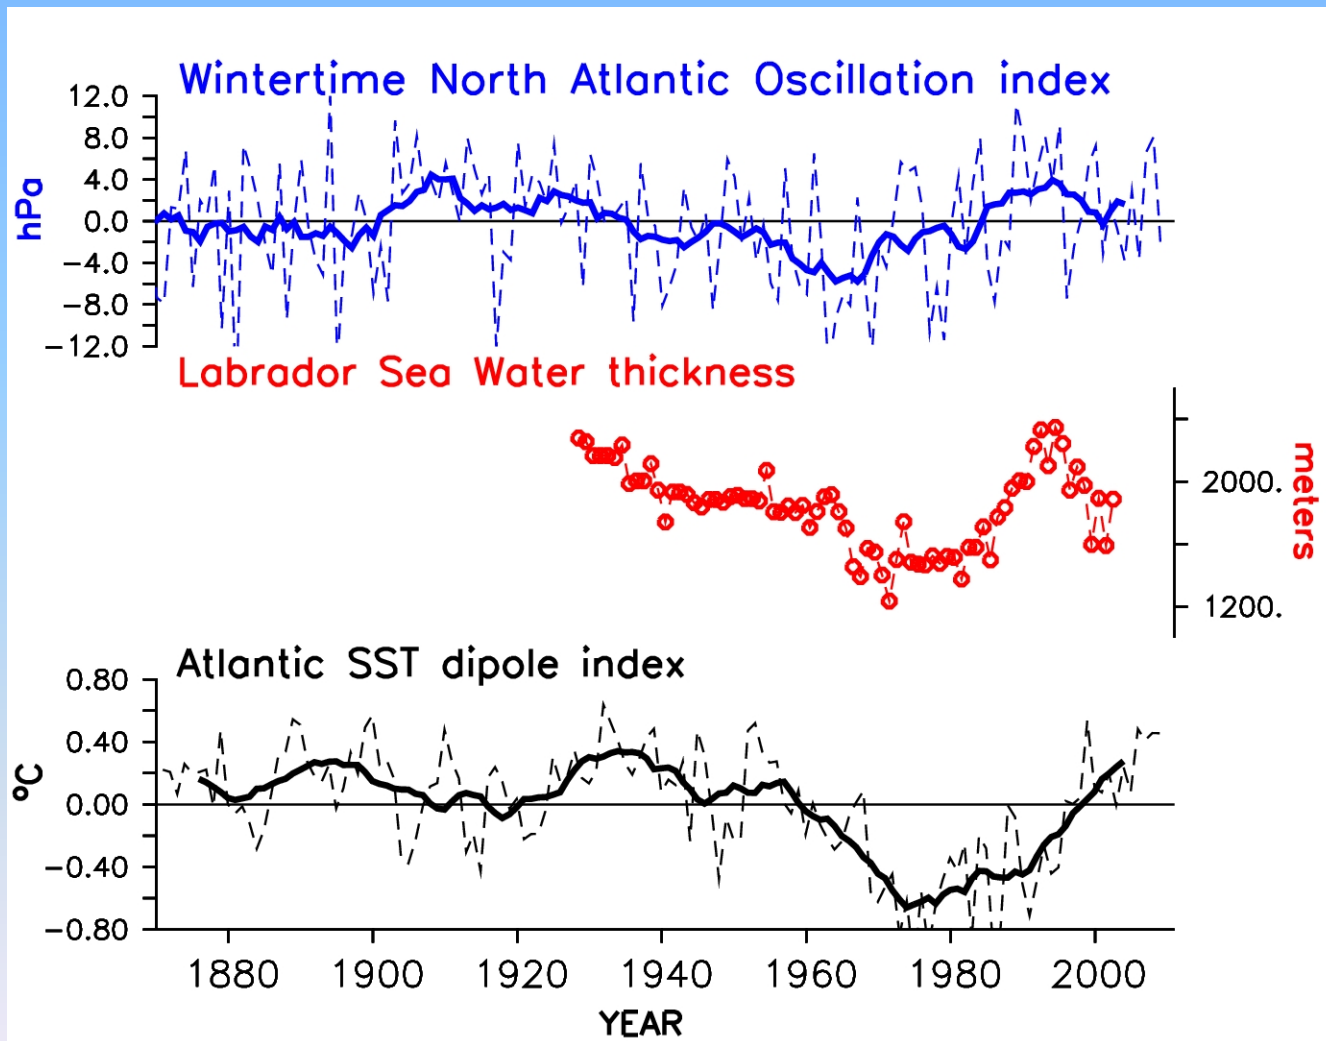 Wintertime North Atlantic Oscillation index
12.0
8.0
4.0
0.0
−4.0
−8.0
−12.0
hPa
Labrador Sea Water thickness
2000.
1200.
meters
Atlantic SST dipole index
0.80
0.40
0.00
−0.40
−0.80
°C
1880 1900 1920 1940 1960 1980 2000
YEAR